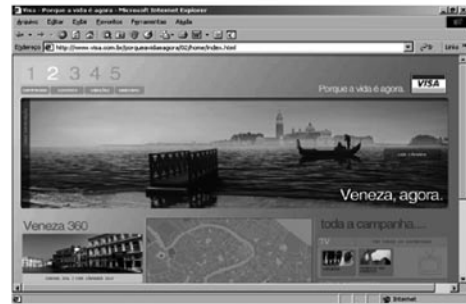 Visa - Porque a vida é agora. - Microsoft Internet Explorer
Arquivo Editar Exibir Favoritos Ferramentas Ajuda
Endereço http://www.visa.com.br/porqueavidaeagora/02/home/index.html Ir Links
1 2 3 4 5
Porque a vida é agora. VISA
Veneza, agora.
Veneza 360
toda a campanha....
TV
Internet